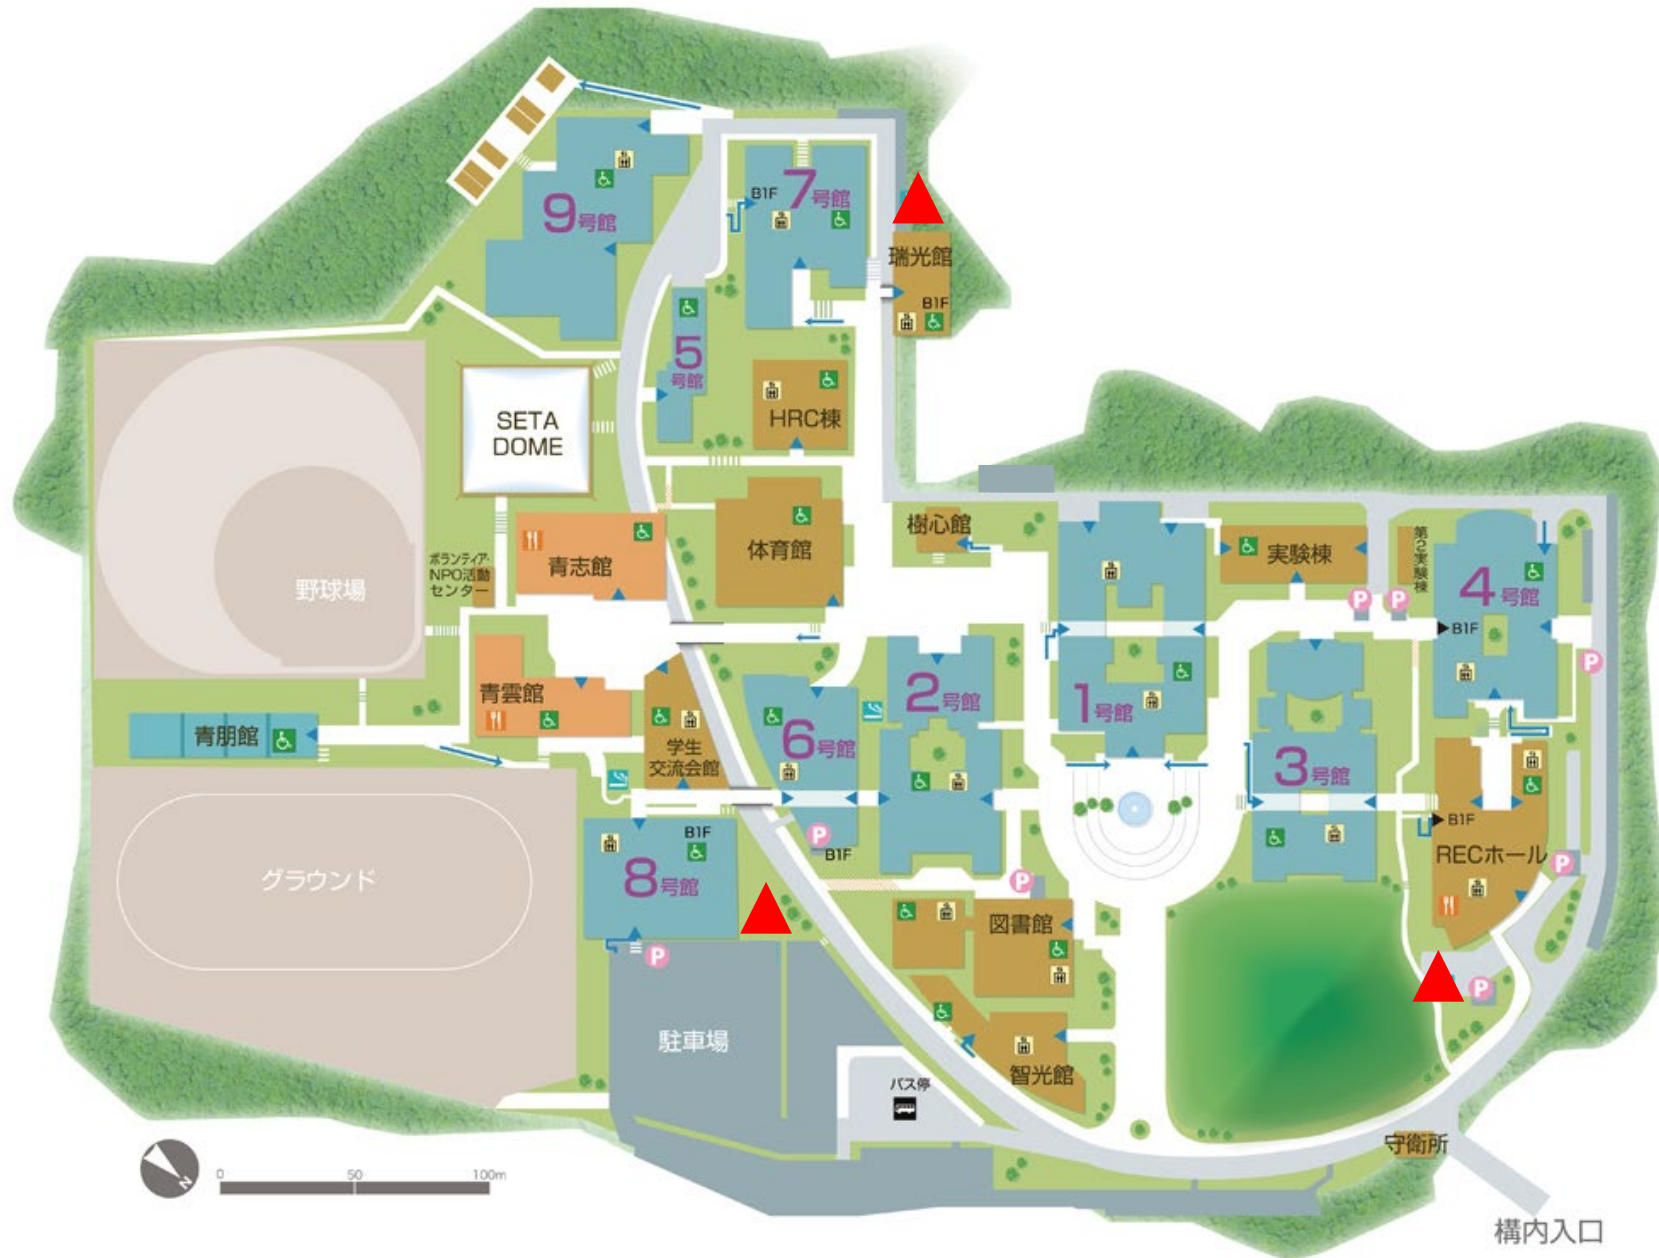 9号館
B1F
7号館
瑞光館
B1F
5
号館
HRC棟
SETA
DOME
樹心館
実験棟
第2実験棟
4号館
B1F
体育館
青志館
ボランティア・
NPO活動
センター
野球場
青雲館
青朋館
学生
交流会館
6号館
B1F
2号館
1号館
3号館
B1F
RECホール
P
P
P
P
P
P
P
P
グラウンド
B1F
8号館
図書館
智光館
駐車場
バス停
守衛所
構内入口
N
0 50 100m